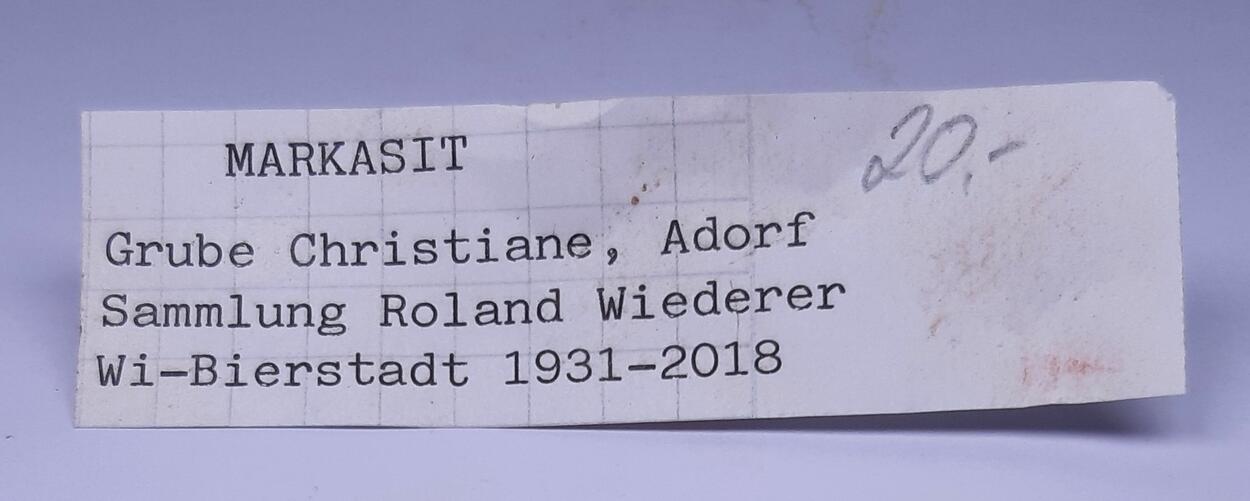 MARKASIT 20,-
Grube Christiane, Adorf
Sammlung Roland Wiederer
Wi-Bierstadt 1931-2018